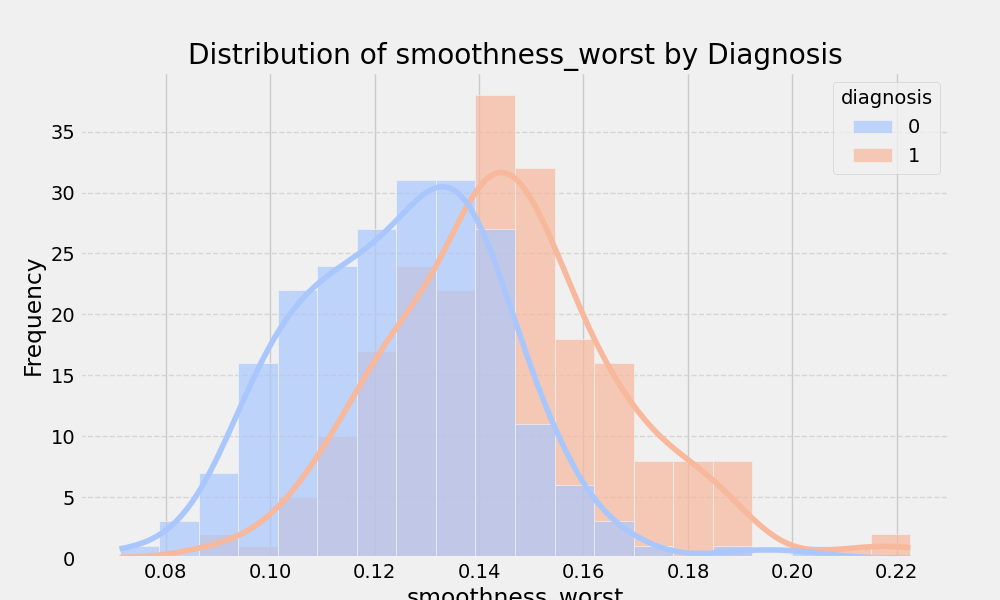 Distribution of smoothness_worst by Diagnosis
diagnosis
0
1
Frequency
35
30
25
20
15
10
5
0
0.08 0.10 0.12 0.14 0.16 0.18 0.20 0.22
smoothness_worst